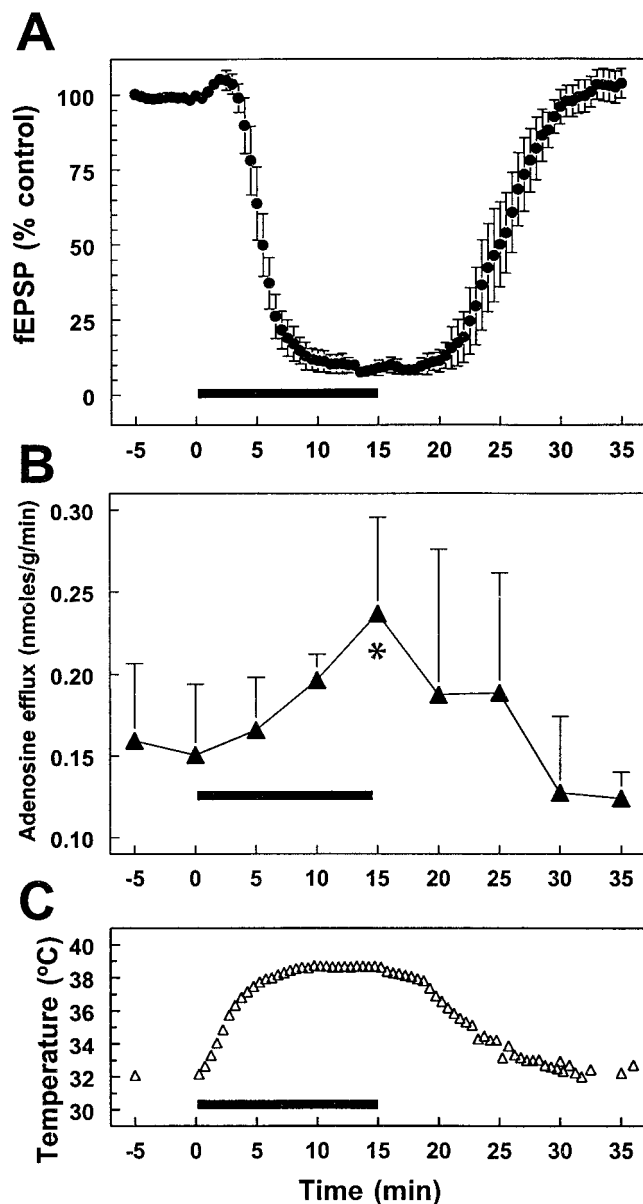 A
fEPSP (% control)
100
75
50
25
0
-5 0 5 10 15 20 25 30 35
B
Adenosine efflux (nmoles/g/min)
0.30
0.25
0.20
0.15
0.10
*
-5 0 5 10 15 20 25 30 35
C
Temperature (ºC)
40
38
36
34
32
30
-5 0 5 10 15 20 25 30 35
Time (min)